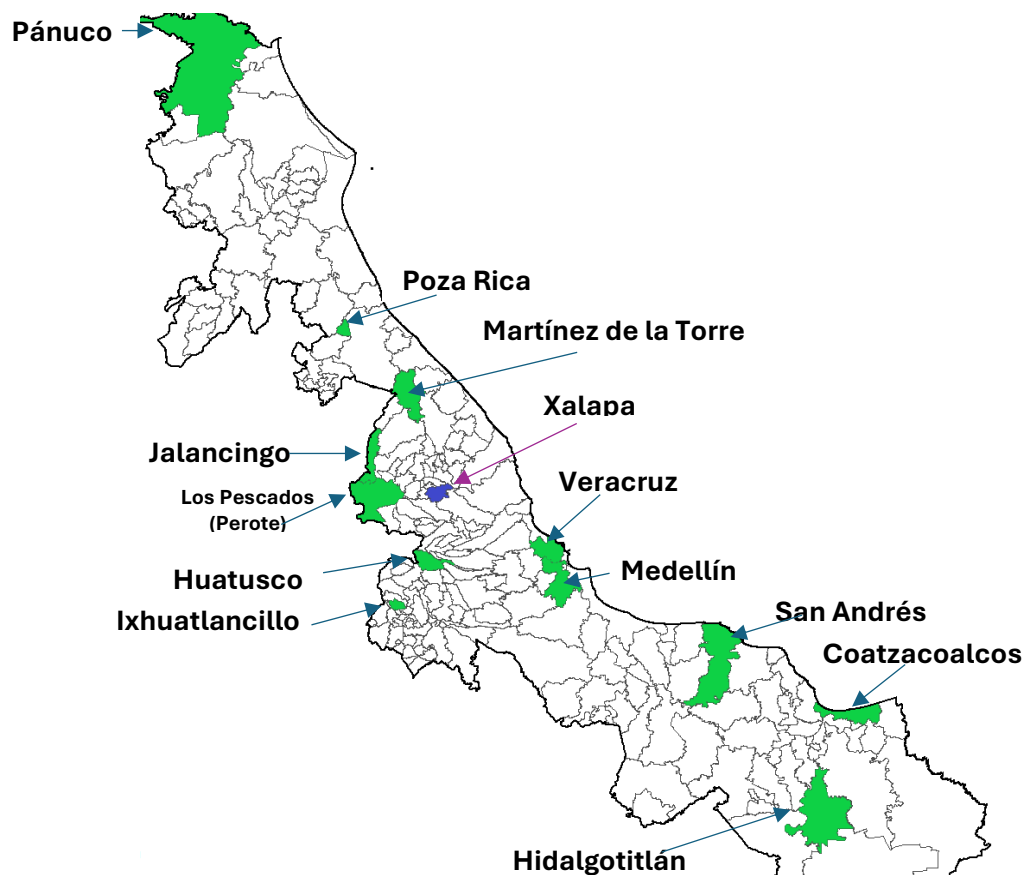 Pánuco
Poza Rica
Martínez de la Torre
Xalapa
Jalancingo
Veracruz
Los Pescados
(Perote)
Medellín
Huatusco
San Andrés
Ixhuatlancillo
Coatzacoalcos
Hidalgotitlán